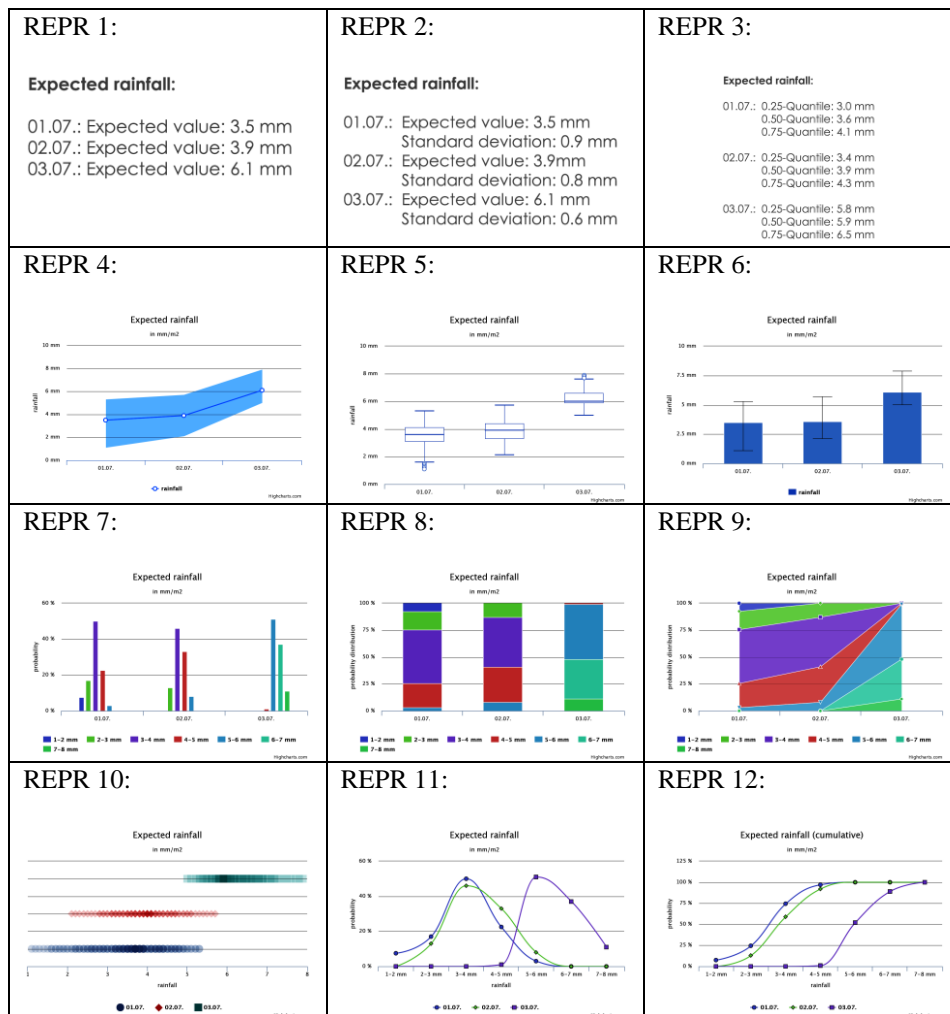 REPR 1:
Expected rainfall:
01.07.: Expected value: 3.5 mm
02.07.: Expected value: 3.9 mm
03.07.: Expected value: 6.1 mm
REPR 2:
Expected rainfall:
01.07.: Expected value: 3.5 mm
Standard deviation: 0.9 mm
02.07.: Expected value: 3.9mm
Standard deviation: 0.8 mm
03.07.: Expected value: 6.1 mm
Standard deviation: 0.6 mm
REPR 3:
Expected rainfall:
01.07.: 0.25-Quantile: 3.0 mm
0.50-Quantile: 3.6 mm
0.75-Quantile: 4.1 mm
02.07.: 0.25-Quantile: 3.4 mm
0.50-Quantile: 3.9 mm
0.75-Quantile: 4.3 mm
03.07.: 0.25-Quantile: 5.8 mm
0.50-Quantile: 5.9 mm
0.75-Quantile: 6.5 mm
REPR 4:
Expected rainfall
in mm/m2
10 mm
8 mm
6 mm
4 mm
2 mm
0 mm
rainfall
01.07. 02.07. 03.07.
rainfall
Highcharts.com
REPR 5:
Expected rainfall
in mm/m2
10 mm
8 mm
6 mm
4 mm
2 mm
0 mm
rainfall
01.07. 02.07. 03.07.
Highcharts.com
REPR 6:
Expected rainfall
in mm/m2
10 mm
7.5 mm
2.5 mm
0 mm
rainfall
01.07. 02.07. 03.07.
rainfall
Highcharts.com
REPR 7:
Expected rainfall
in mm/m2
60 %
40 %
20 %
0 %
probability
01.07. 02.07. 03.07.
1-2 mm 2-3 mm 3-4 mm 4-5 mm 5-6 mm 6-7 mm
7-8 mm
Highcharts.com
REPR 8:
Expected rainfall
in mm/m2
100 %
75 %
50 %
25 %
0 %
probability distribution
01.07. 02.07. 03.07.
1-2 mm 2-3 mm 3-4 mm 4-5 mm 5-6 mm 6-7 mm
7-8 mm
Highcharts.com
REPR 9:
Expected rainfall
in mm/m2
100 %
75 %
50 %
25 %
0 %
probability distribution
01.07. 02.07. 03.07.
1-2 mm 2-3 mm 3-4 mm 4-5 mm 5-6 mm 6-7 mm
7-8 mm
Highcharts.com
REPR 10:
Expected rainfall
in mm/m2
1 2 3 4 5 6 7 8
rainfall
01.07. 02.07. 03.07.
REPR 11:
Expected rainfall
in mm/m2
60 %
40 %
20 %
0 %
probability
1-2 mm 2-3 mm 3-4 mm 4-5 mm 5-6 mm 6-7 mm 7-8 mm
rainfall
01.07. 02.07. 03.07.
REPR 12:
Expected rainfall (cumulative)
in mm/m2
125 %
100 %
75 %
50 %
25 %
0 %
probability
1-2 mm 2-3 mm 3-4 mm 4-5 mm 5-6 mm 6-7 mm 7-8 mm
rainfall
01.07. 02.07. 03.07.